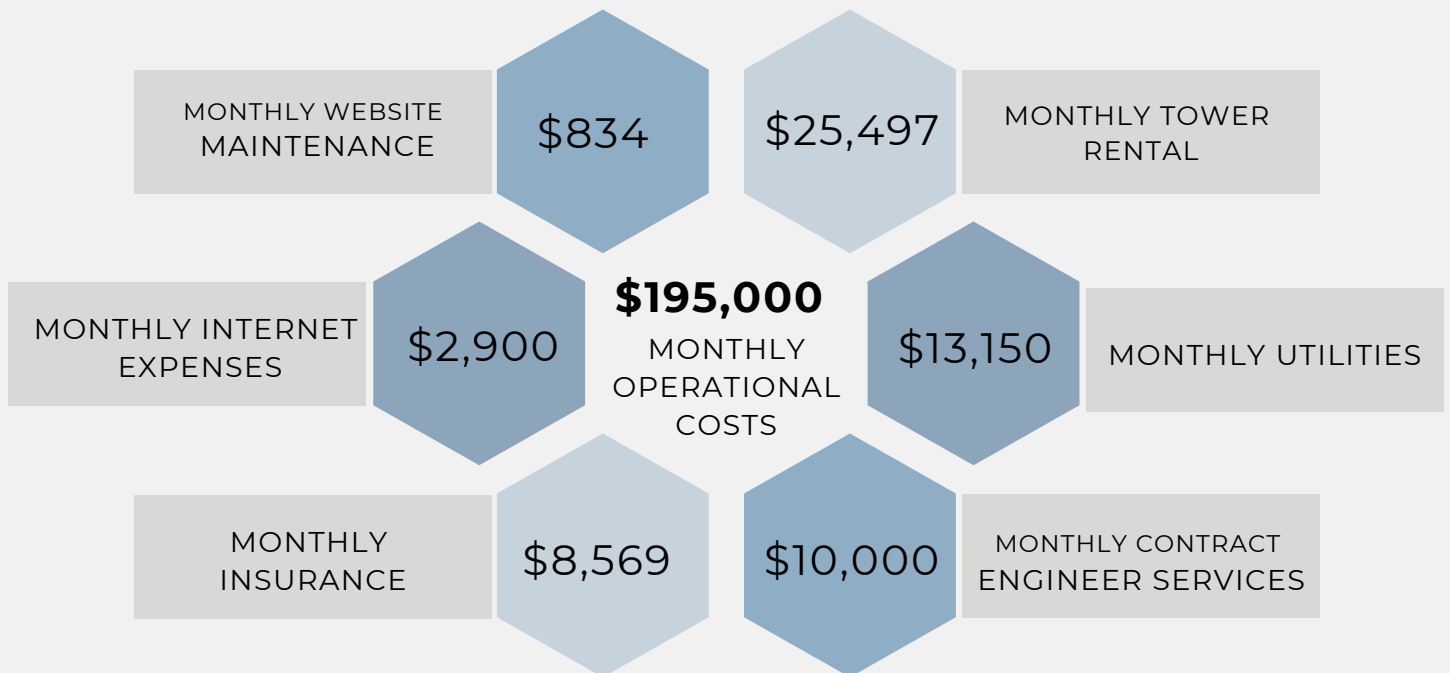 MONTHLY WEBSITE
MAINTENANCE
$834
$25,497
MONTHLY TOWER
RENTAL
MONTHLY INTERNET
EXPENSES
$2,900
$195,000
MONTHLY
OPERATIONAL
COSTS
$13,150
MONTHLY UTILITIES
MONTHLY
INSURANCE
$8,569
$10,000
MONTHLY CONTRACT
ENGINEER SERVICES